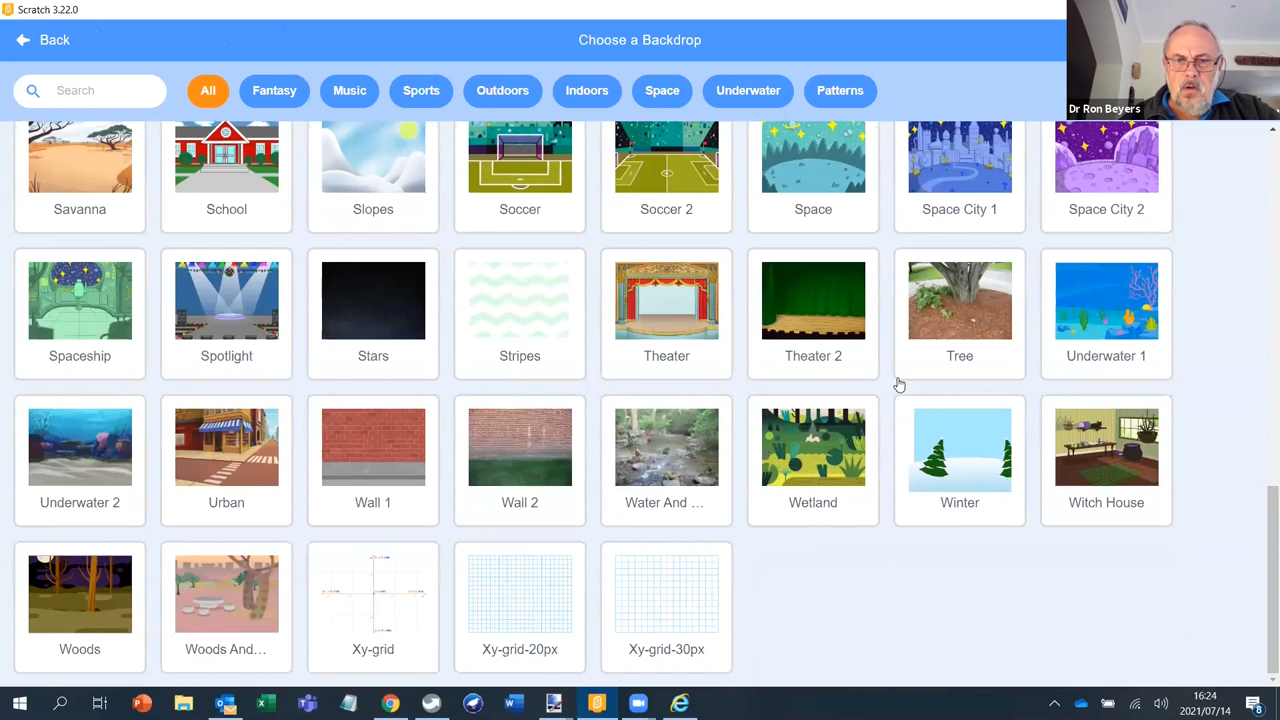 Scratch 3.22.0
Back
Choose a Backdrop
Dr Ron Beyers
Search
All
Fantasy
Music
Sports
Outdoors
Indoors
Space
Underwater
Patterns
Savanna
School
Slopes
Soccer
Soccer 2
Space
Space City 1
Space City 2
Spaceship
Spotlight
Stars
Stripes
Theater
Theater 2
Tree
Underwater 1
Underwater 2
Urban
Wall 1
Wall 2
Water And ...
Wetland
Winter
Witch House
Woods
Woods And...
Xy-grid
Xy-grid-20px
Xy-grid-30px
16:24
2021/07/14
8